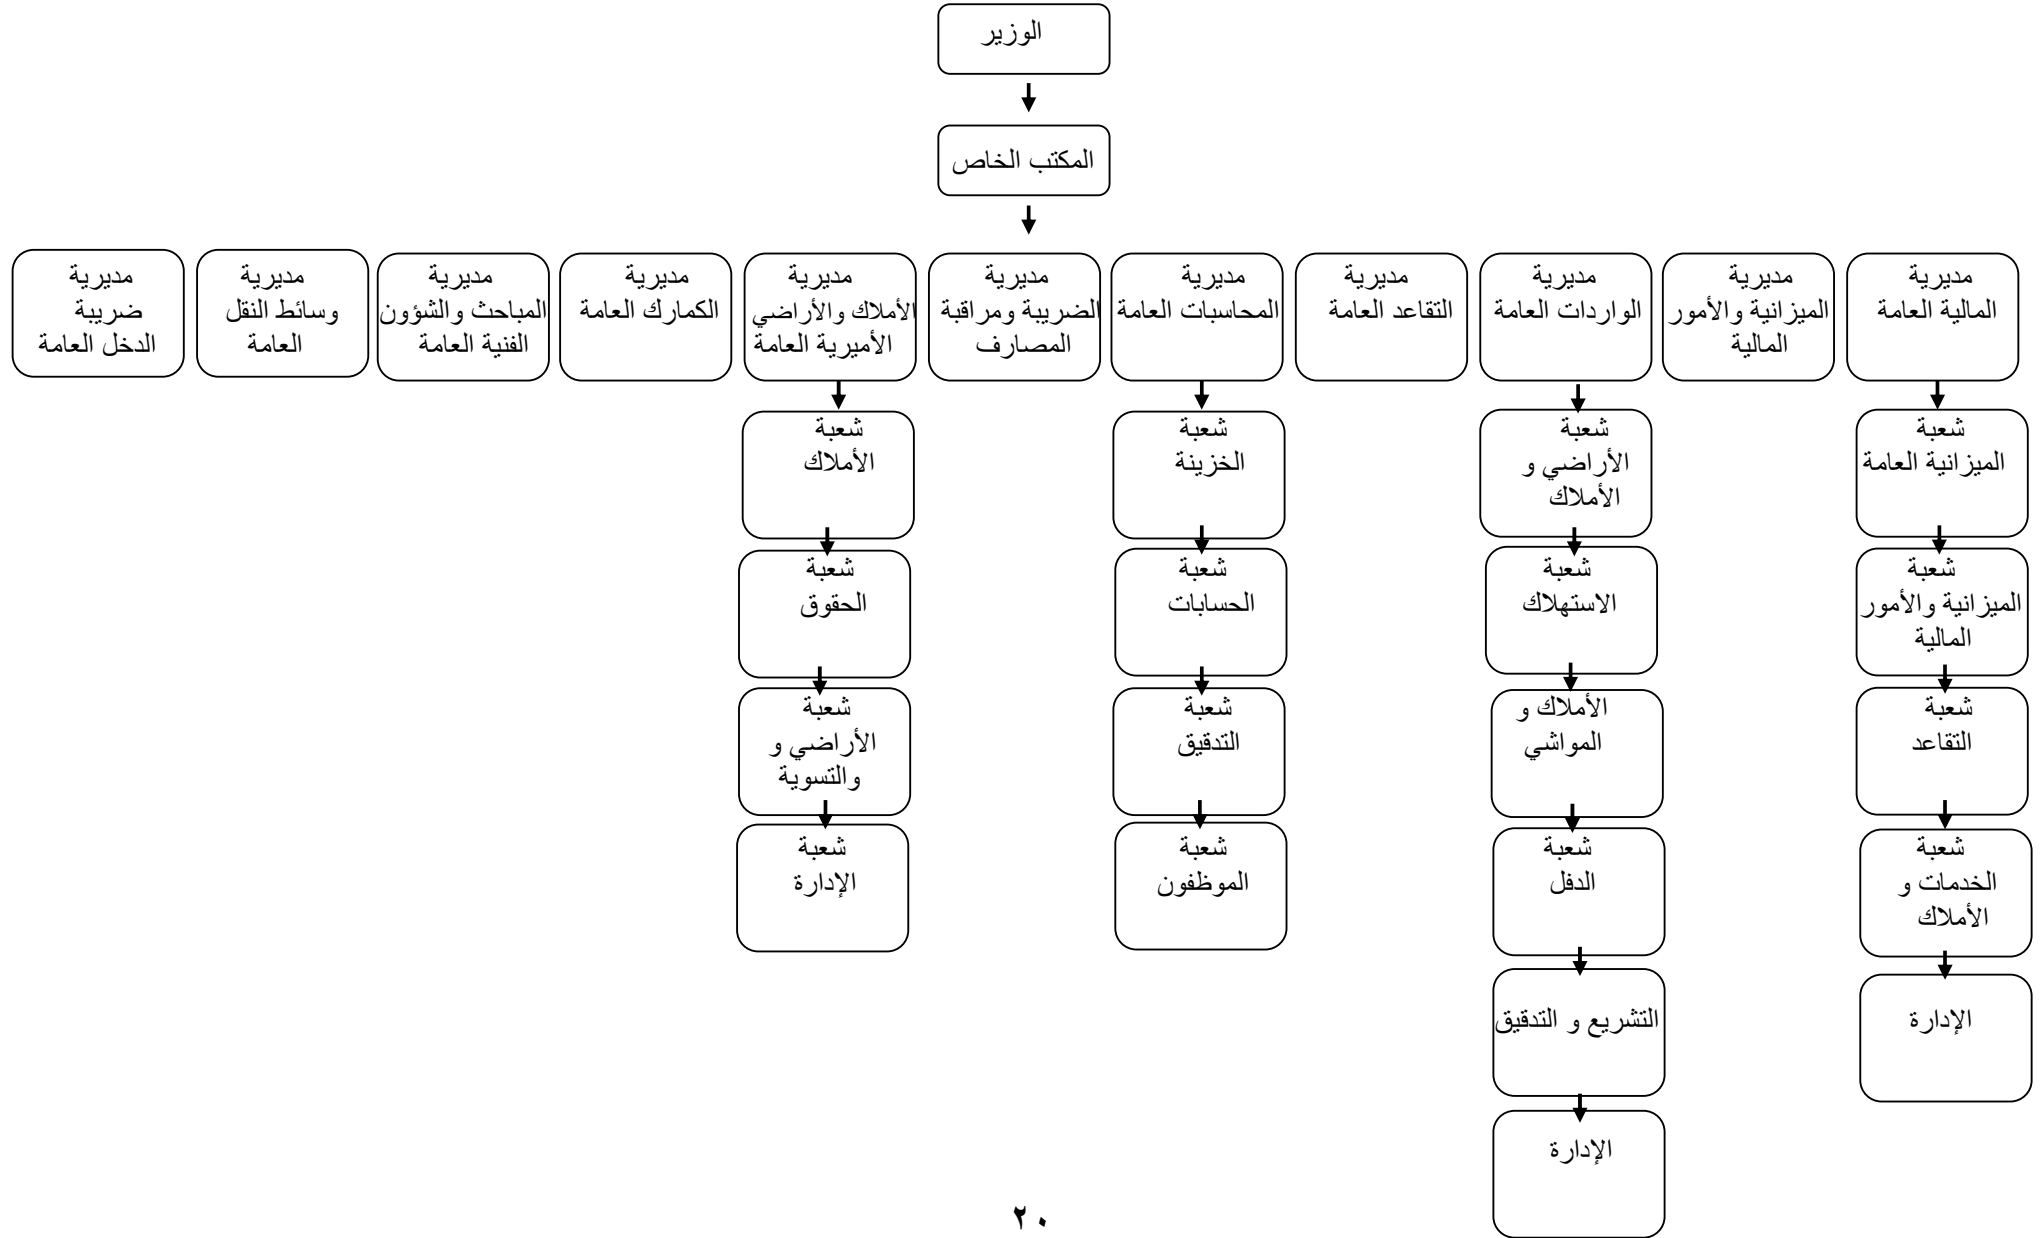 الوزير
المكتب الخاص
مديرية
المالية العامة
مديرية
الميزانية والأمور
المالية
مديرية
الواردات العامة
مديرية
التقاعد العامة
مديرية
المحاسبات العامة
مديرية
الضريبة ومراقبة
المصارف
مديرية
الأملاك والأراضي
الأميرية العامة
مديرية
الكمارك العامة
مديرية
المباحث والشؤون
الفنية العامة
مديرية
وسائط النقل
العامة
مديرية
ضريبة
الدخل العامة
شعبة
الميزانية العامة
شعبة
الميزانية والأمور
المالية
شعبة
التقاعد
شعبة
الخدمات و
الأملاك
الإدارة
شعبة
الأراضي و
الأملاك
شعبة
الاستهلاك
الأملاك و
المواشي
شعبة
الدفل
التشريع و التدقيق
الإدارة
شعبة
الخزينة
شعبة
الحسابات
شعبة
التدقيق
شعبة
الموظفون
شعبة
الأملاك
شعبة
الحقوق
شعبة
الأراضي و
والتسوية
شعبة
الإدارة
٢٠